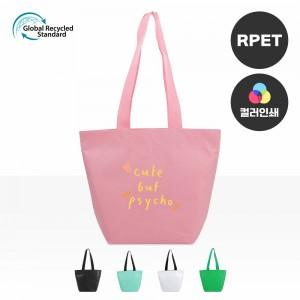 Global Recycled
Standard
RPET
컬러인쇄
cute
but
psycho